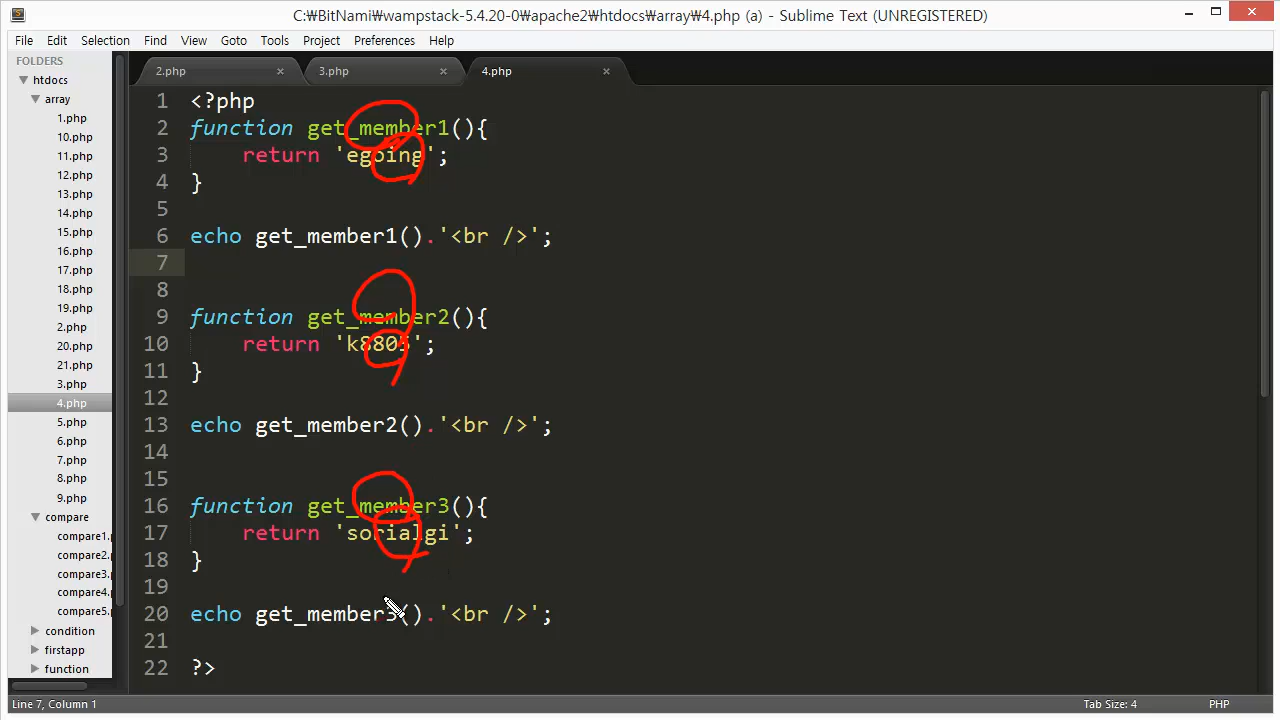 C:₩BitNami₩wampstack-5.4.20-0₩apache2₩htdocs₩array₩4.php (a) - Sublime Text (UNREGISTERED)
File Edit Selection Find View Goto Tools Project Preferences Help
FOLDERS
htdocs
array
1.php
10.php
11.php
12.php
13.php
14.php
15.php
16.php
17.php
18.php
19.php
2.php
20.php
21.php
3.php
4.php
5.php
6.php
7.php
8.php
9.php
compare
compare1.
compare2.
compare3.
compare4.
compare5.
condition
firstapp
function
2.php × 3.php × 4.php ×
1 <?php
2 function get_member1(){
3     return 'egoing';
4 }
5
6 echo get_member1().'<br />';
7
8
9 function get_member2(){
10     return 'k8805';
11 }
12
13 echo get_member2().'<br />';
14
15
16 function get_member3(){
17     return 'sorialgi';
18 }
19
20 echo get_member3().'<br />';
21
22 ?>
Line 7, Column 1 Tab Size: 4 PHP